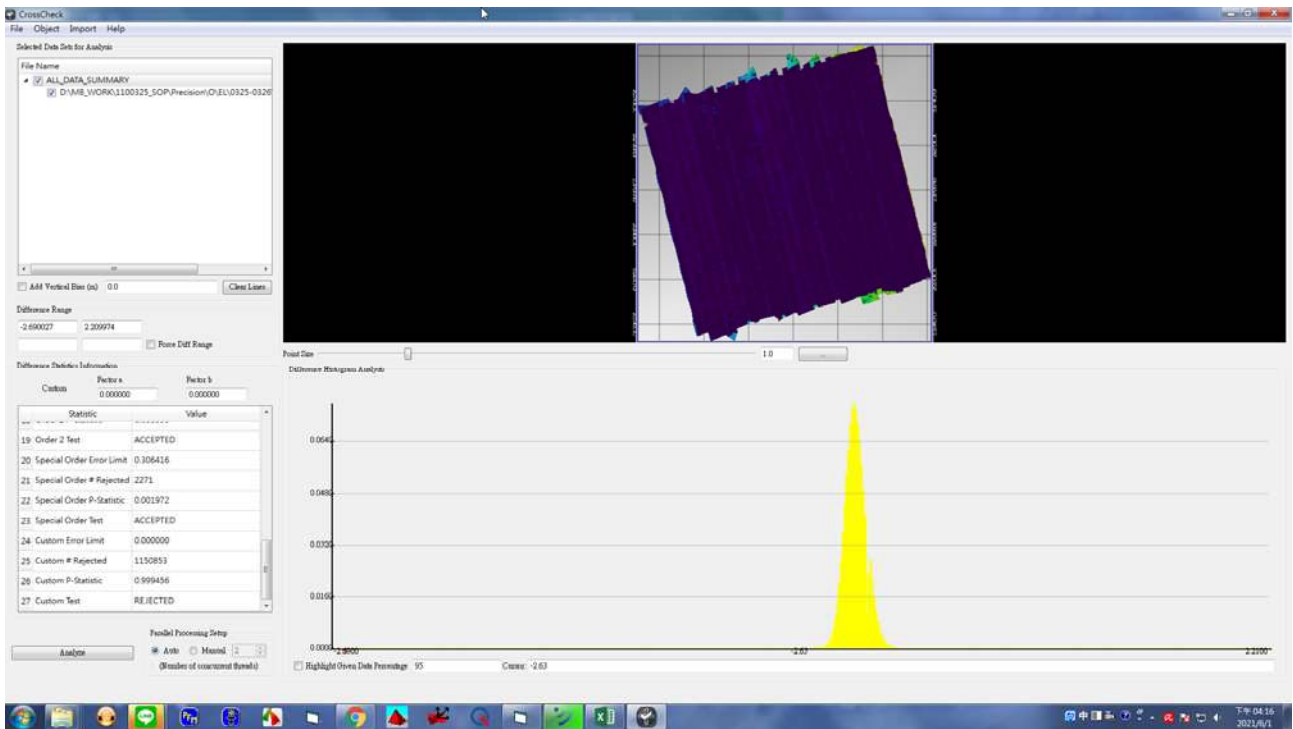 CrossCheck
File Object Import Help
Selected Data Sets for Analysis
File Name
ALL_DATA_SUMMARY
D:\MB_WORK\1100325_SOP\Precision\O\EL\0325-0326
Add Vertical Bias (m) 0.0 Clear Lines
Difference Range
-2.690027 2.209974
Force Diff Range
Point Size 1.0 ...
Difference Statistics Information
Difference Histogram Analysis
Custom Factor a Factor b
0.000000 0.000000
Statistic Value
19 Order 2 Test ACCEPTED
20 Special Order Error Limit 0.306416
21 Special Order # Rejected 2271
22 Special Order P-Statistic 0.001972
23 Special Order Test ACCEPTED
24 Custom Error Limit 0.000000
25 Custom # Rejected 1150853
26 Custom P-Statistic 0.999456
27 Custom Test REJECTED
0.0640
0.0480
0.0320
0.0160
0.0000
-2.6900 -2.63 2.2100
Parallel Processing Setup
Analyze Auto Manual 2
(Number of concurrent threads)
Highlight Given Data Percentage 95 Cursor: -2.63
中
下午 04:16
2021/6/1